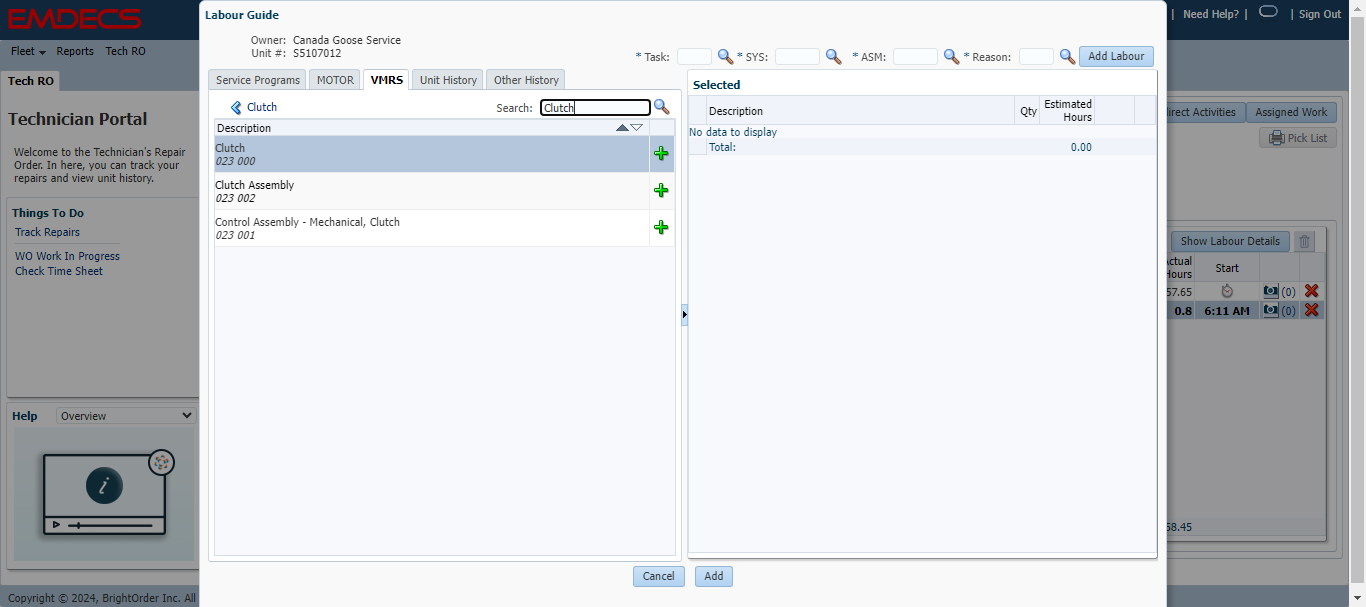 EMDECS
| Need Help? | | Sign Out
Fleet Reports Tech RO
Tech RO
Technician Portal
Welcome to the Technician's Repair
Order. In here, you can track your
repairs and view unit history.
Things To Do
Track Repairs
WO Work In Progress
Check Time Sheet
Help Overview
i
Copyright © 2024, BrightOrder Inc. All
Labour Guide
Owner: Canada Goose Service
Unit #: S5107012
* Task: * SYS: * ASM: * Reason: Add Labour
Service Programs MOTOR VMRS Unit History Other History
Clutch Search: Clutch
Description
Clutch
023 000
Clutch Assembly
023 002
Control Assembly - Mechanical, Clutch
023 001
Selected
Description Qty Estimated
Hours
No data to display
Total: 0.00
Cancel Add
irect Activities Assigned Work
Pick List
Show Labour Details
ctual
Hours Start
57.65 (0)
0.8 6:11 AM (0)
58.45